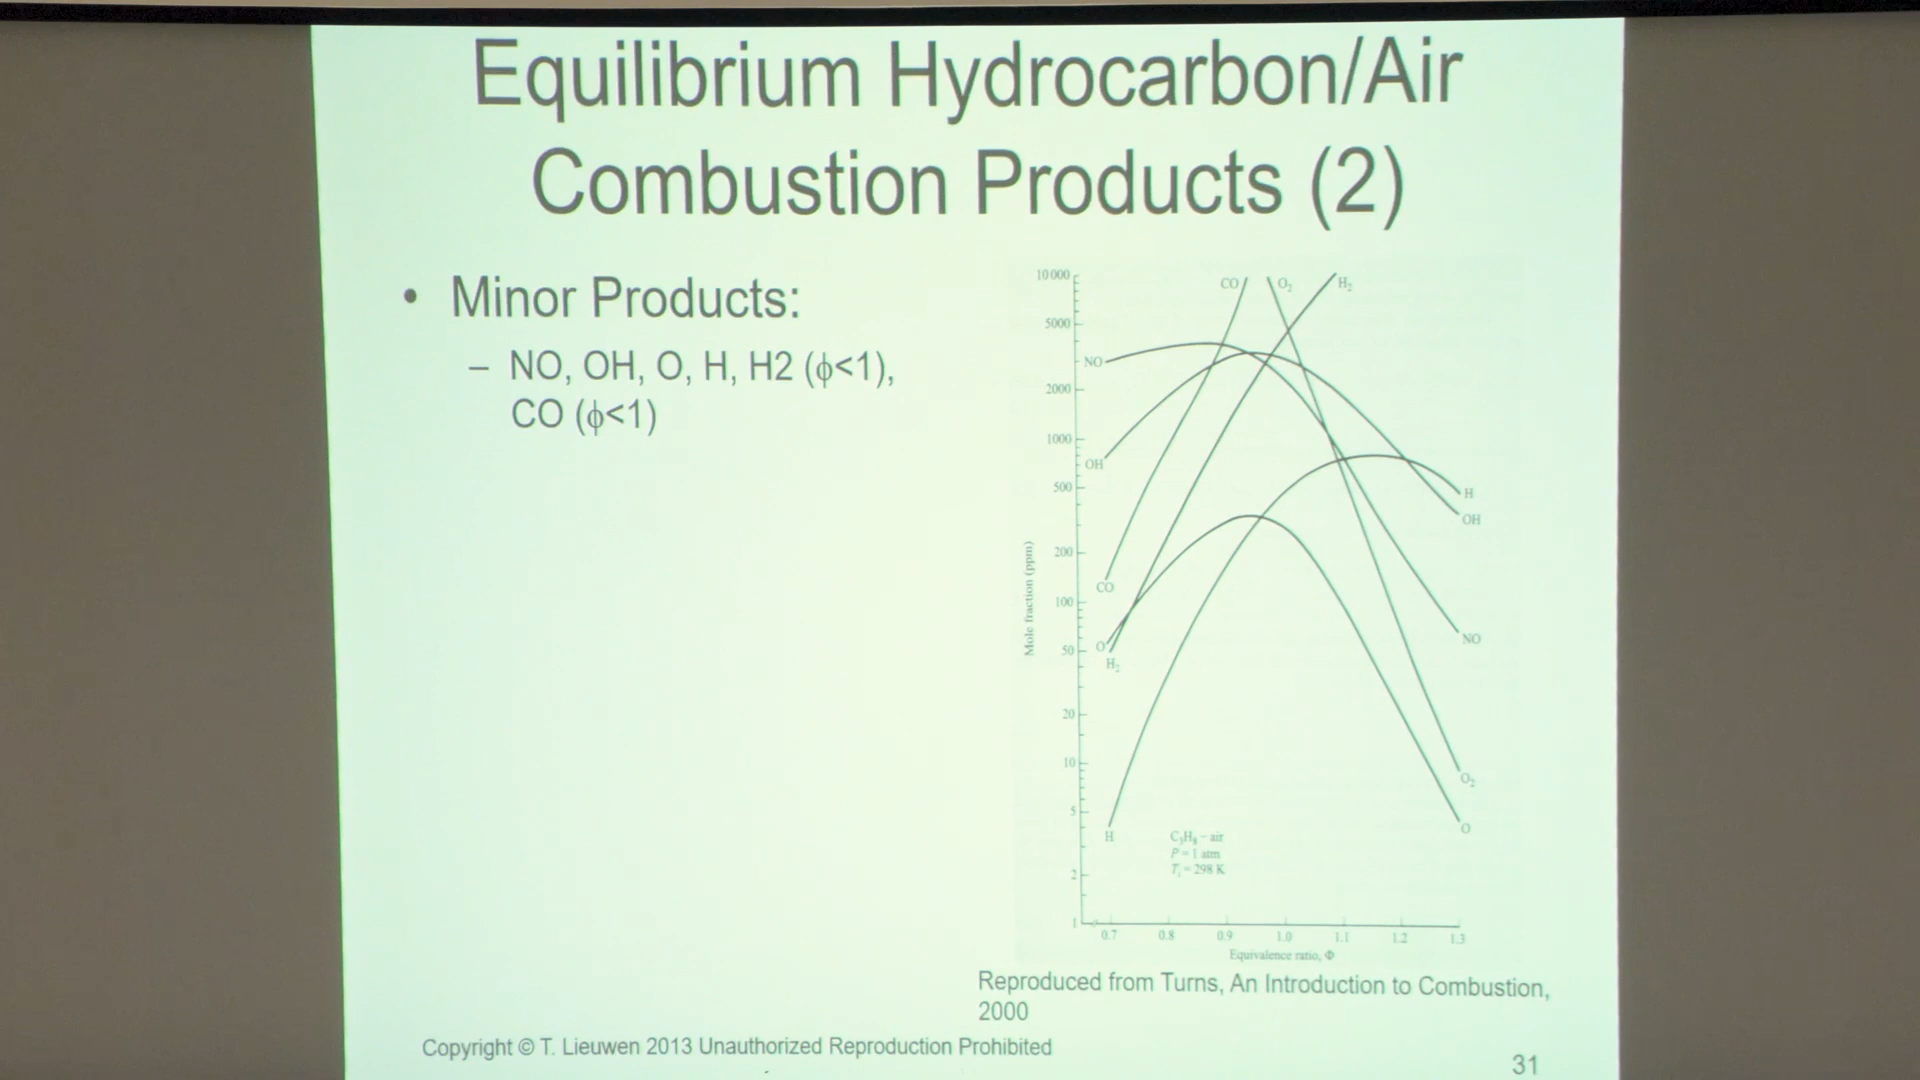 Equilibrium Hydrocarbon/Air
Combustion Products (2)
• Minor Products:
– NO, OH, O, H, H2 (ϕ<1),
CO (ϕ<1)
10 000
5000
2000
1000
500
200
100
50
20
10
5
2
1
Mole fraction (ppm)
CO
O₂
H₂
NO
OH
CO
O
H₂
H
H
OH
NO
O₂
O
C₃H₈ – air
P = 1 atm
Tᵢ = 298 K
0.7 0.8 0.9 1.0 1.1 1.2 1.3
Equivalence ratio, Φ
Reproduced from Turns, An Introduction to Combustion,
2000
Copyright © T. Lieuwen 2013 Unauthorized Reproduction Prohibited
31